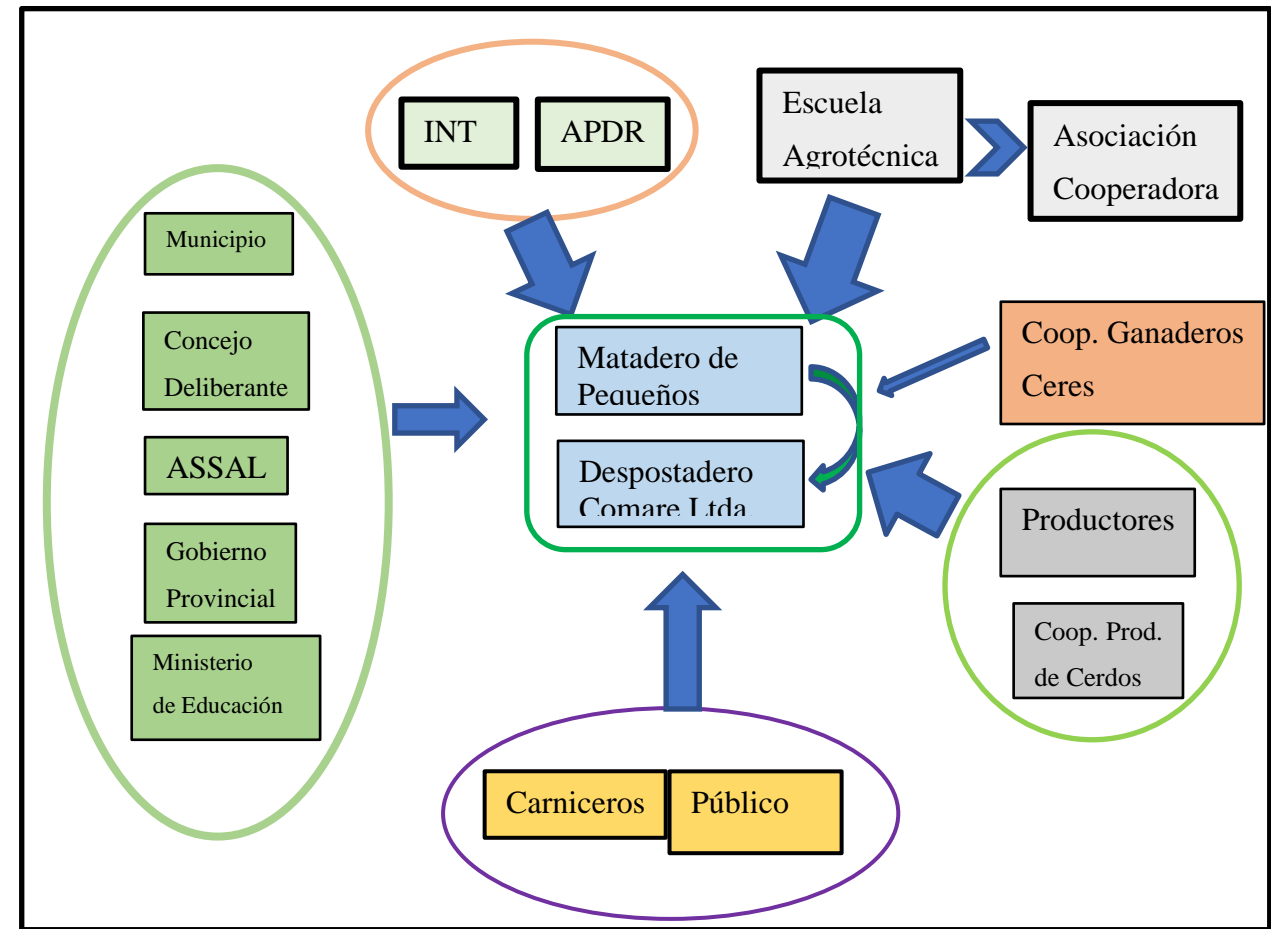 INT
APDR
Escuela
Agrotécnica
Asociación
Cooperadora
Municipio
Concejo
Deliberante
ASSAL
Gobierno
Provincial
Ministerio
de Educación
Matadero de
Pequeños
Despostadero
Comare Ltda
Coop. Ganaderos
Ceres
Productores
Coop. Prod.
de Cerdos
Carniceros
Público